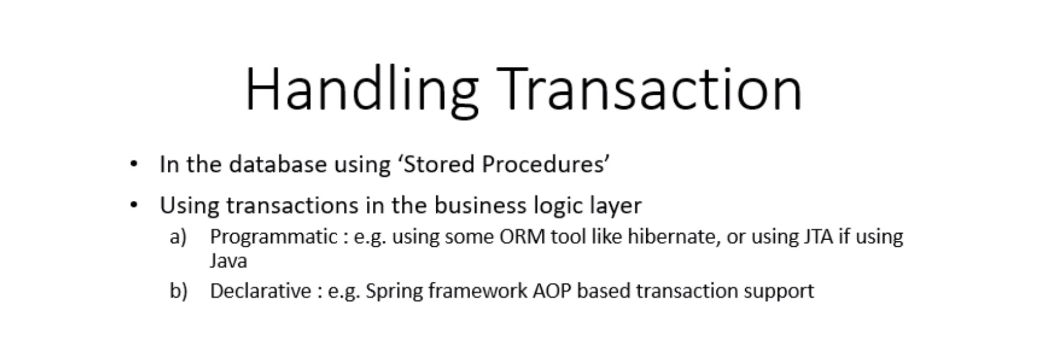 Handling Transaction
• In the database using ‘Stored Procedures’
• Using transactions in the business logic layer
a) Programmatic : e.g. using some ORM tool like hibernate, or using JTA if using
Java
b) Declarative : e.g. Spring framework AOP based transaction support